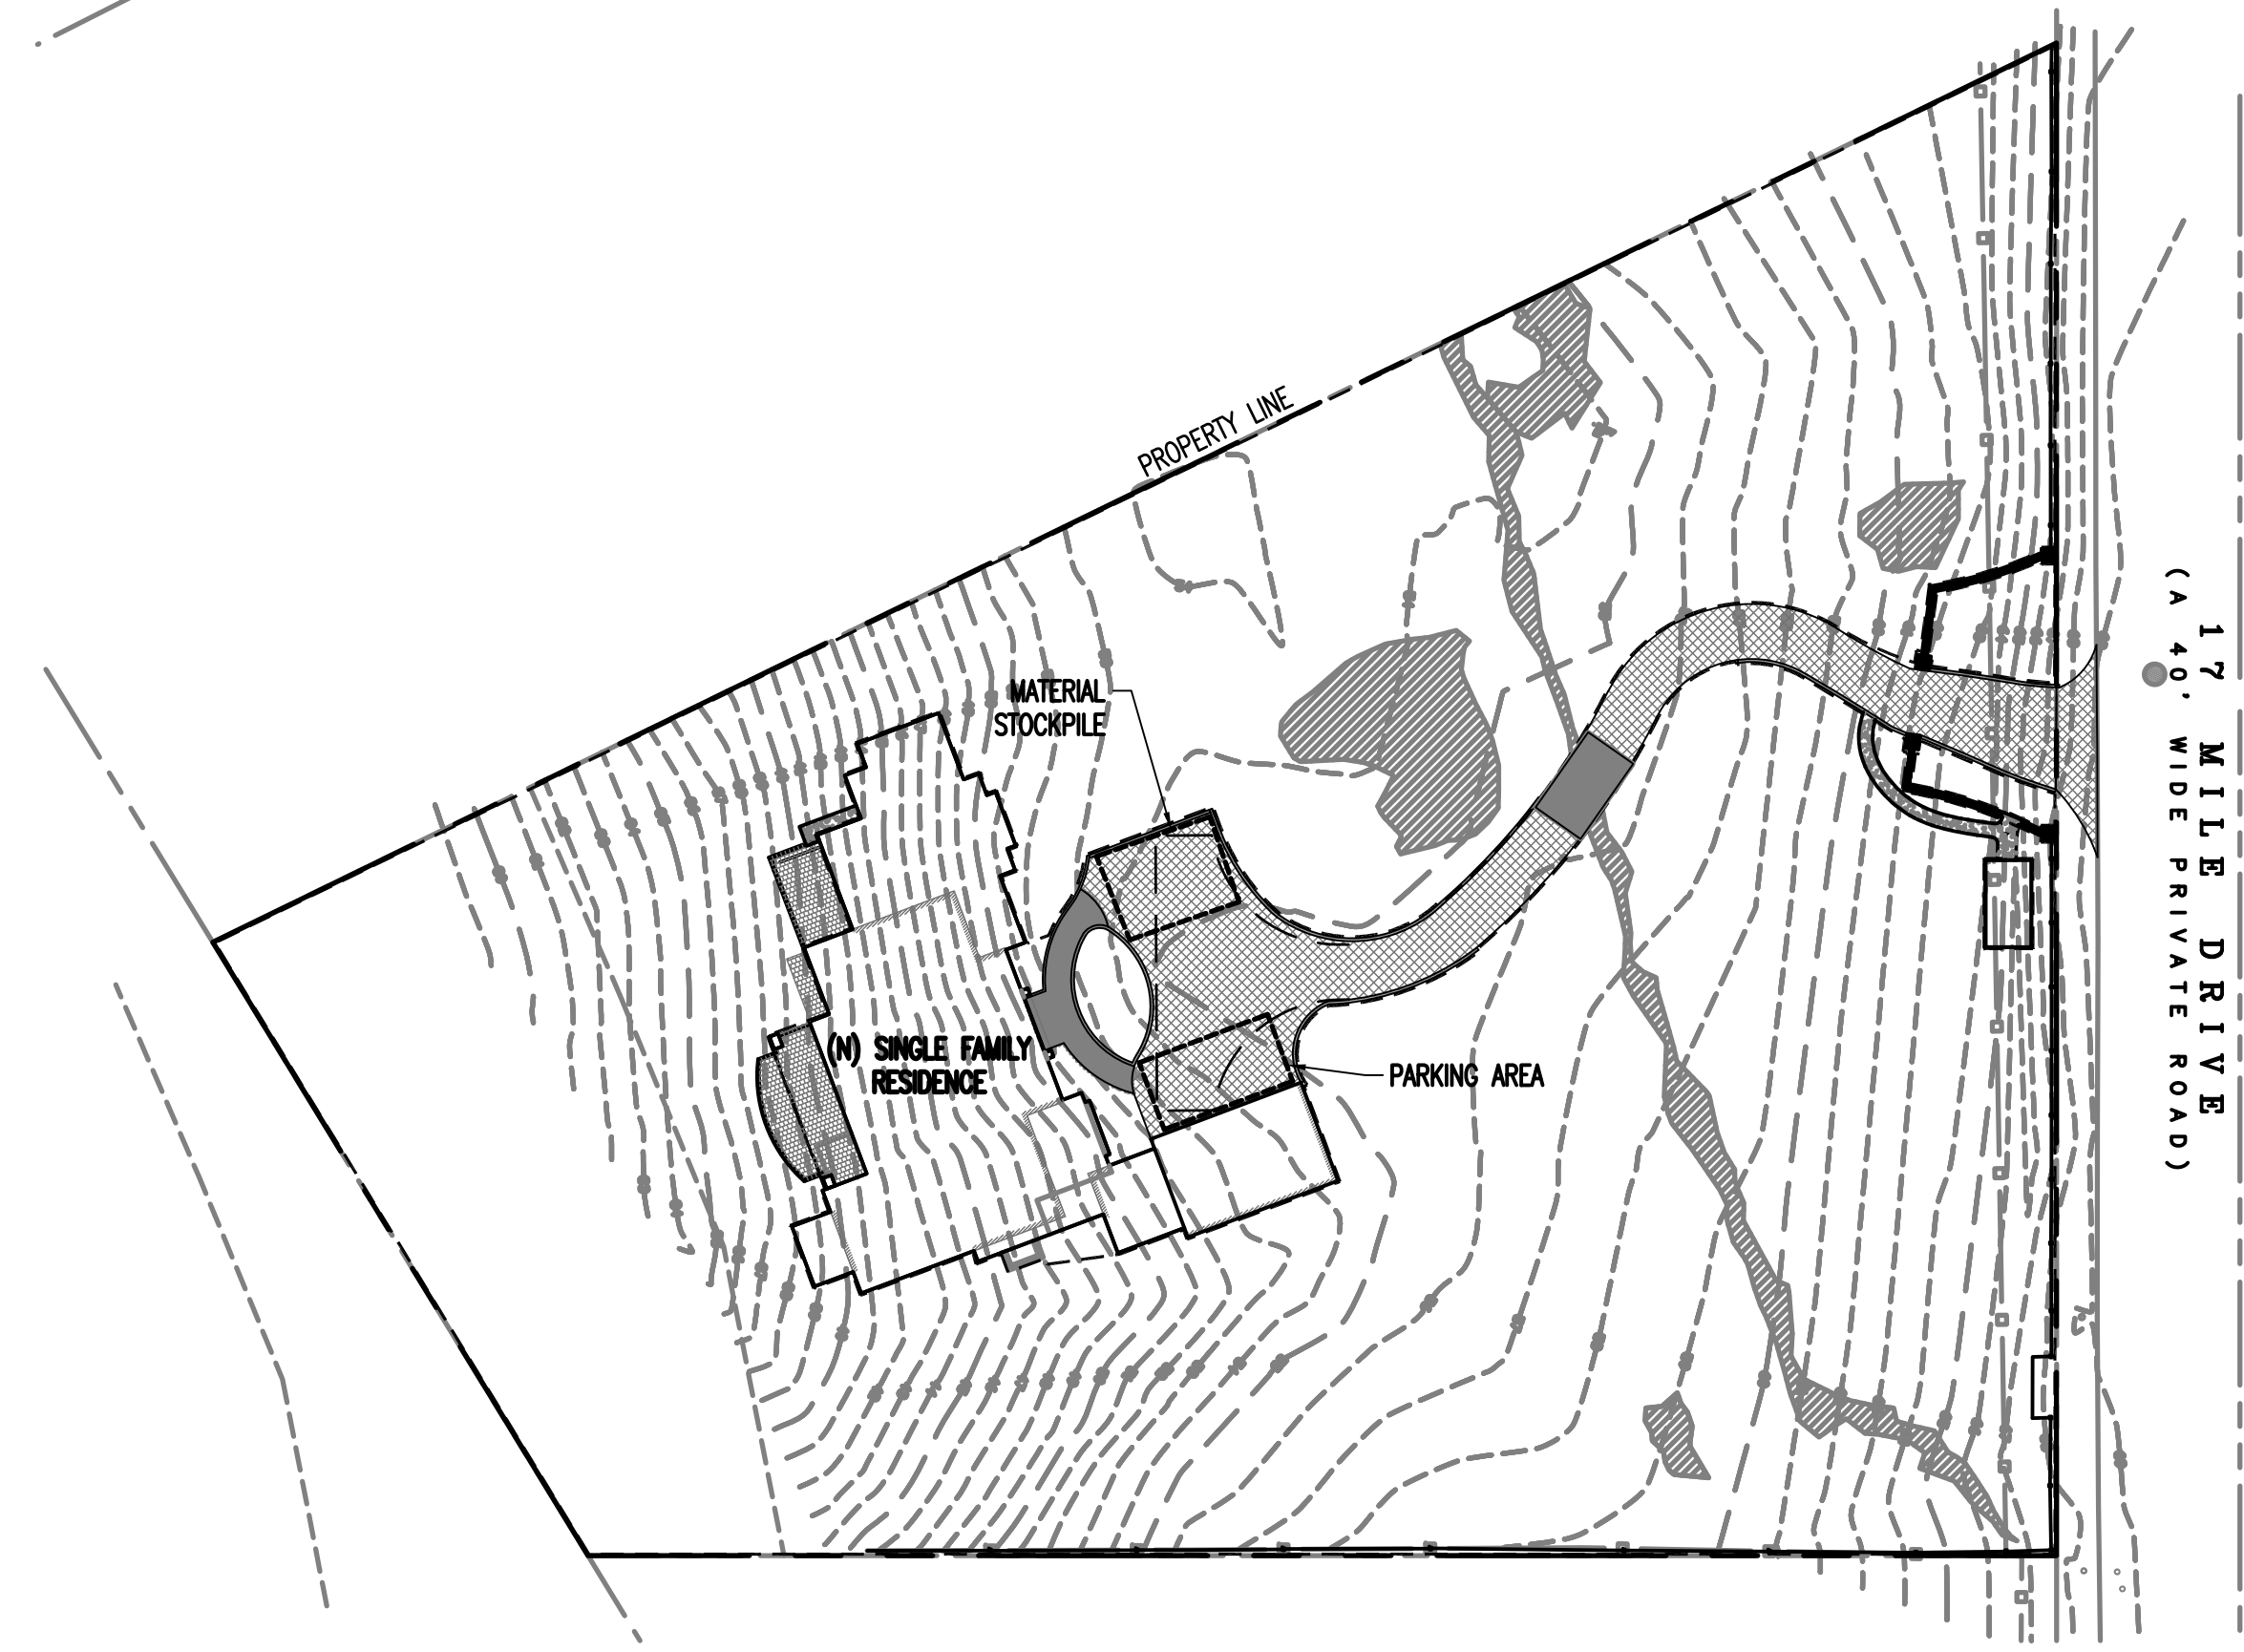 PROPERTY LINE
MATERIAL
STOCKPILE
(N) SINGLE FAMILY
RESIDENCE
PARKING AREA
17 MILE DRIVE
(A 40' WIDE PRIVATE ROAD)